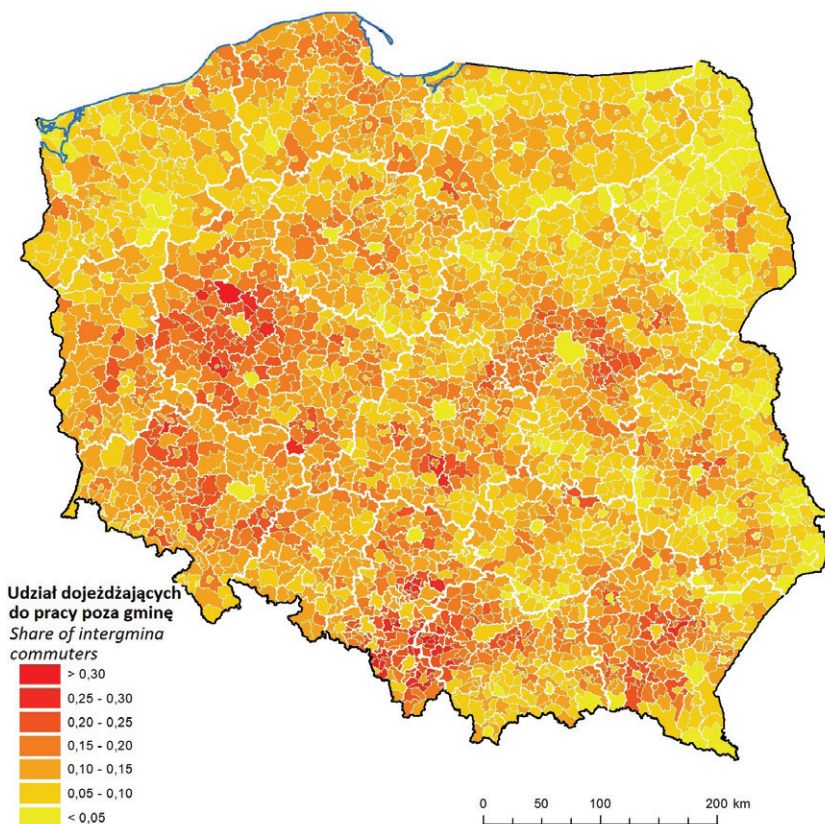 Udział dojeżdżających
do pracy poza gminę
Share of intergmina
commuters
> 0,30
0,25 - 0,30
0,20 - 0,25
0,15 - 0,20
0,10 - 0,15
0,05 - 0,10
< 0,05
0 50 100 200 km